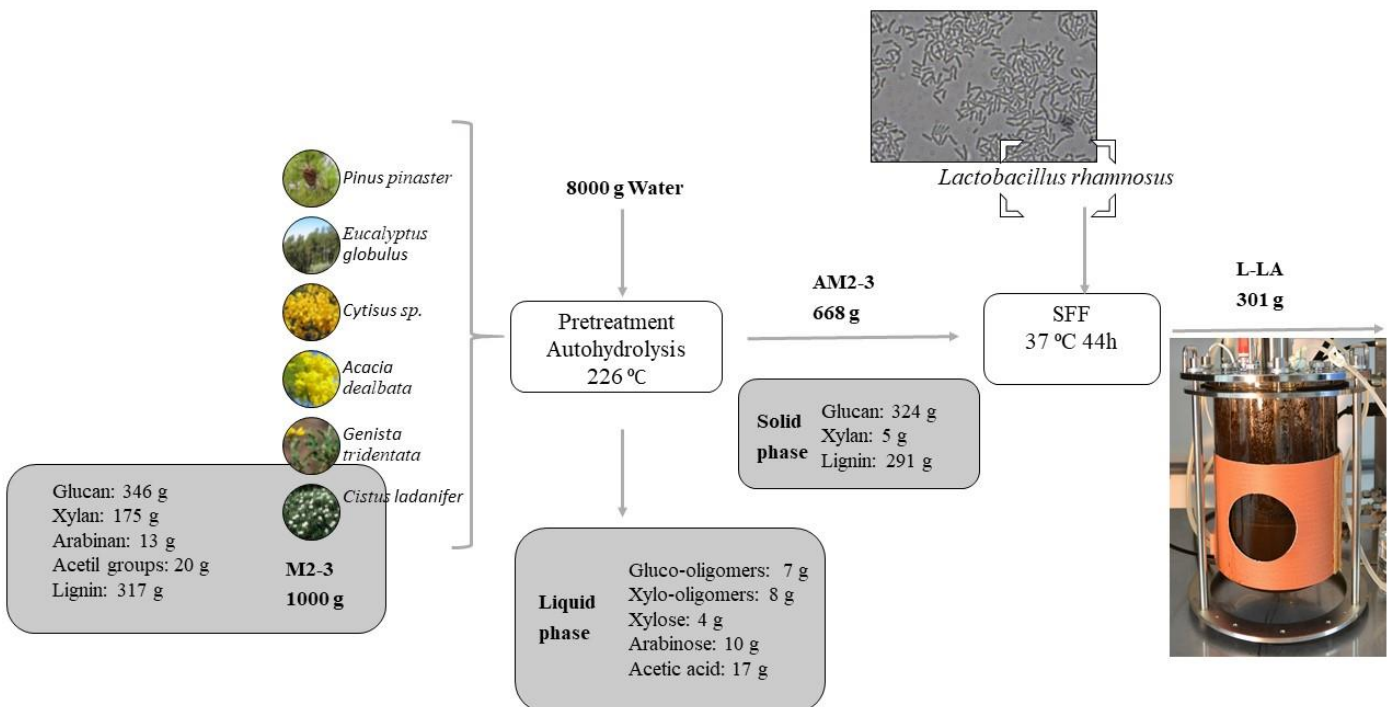 Pinus pinaster
Eucalyptus
globulus
Cytisus sp.
Acacia
dealbata
Genista
tridentata
Cistus ladanifer
Glucan: 346 g
Xylan: 175 g
Arabinan: 13 g
Acetil groups: 20 g
Lignin: 317 g
M2-3
1000 g
8000 g Water
Pretreatment
Autohydrolysis
226 ºC
Liquid
phase
Gluco-oligomers: 7 g
Xylo-oligomers: 8 g
Xylose: 4 g
Arabinose: 10 g
Acetic acid: 17 g
AM2-3
668 g
Solid
phase
Glucan: 324 g
Xylan: 5 g
Lignin: 291 g
Lactobacillus rhamnosus
SFF
37 ºC 44h
L-LA
301 g